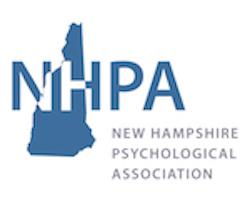 NHPA
NEW HAMPSHIRE
PSYCHOLOGICAL
ASSOCIATION